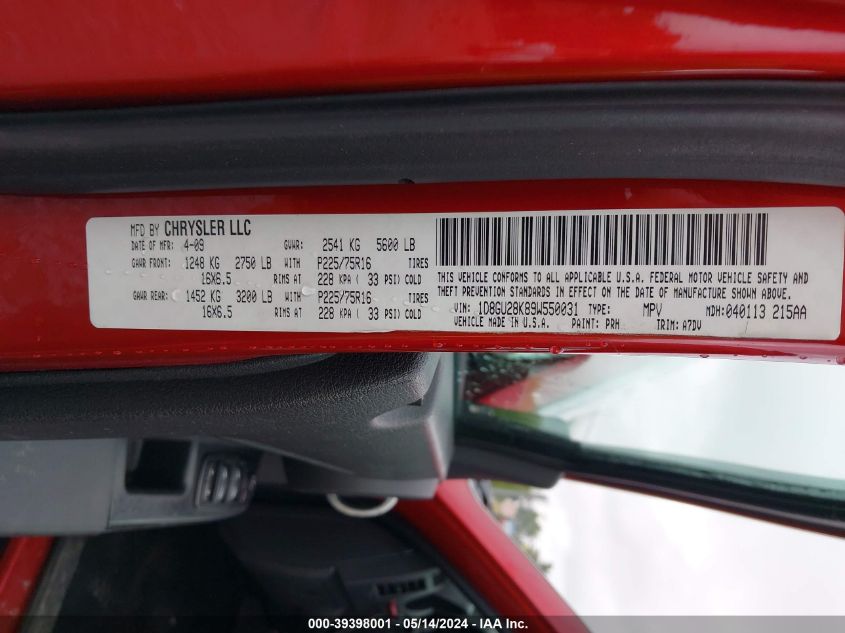 MFD BY CHRYSLER LLC
DATE OF MFR: 4-09 GVWR: 2541 KG 5600 LB
GAWR FRONT: 1248 KG 2750 LB WITH P225/75R16 TIRES
16X6.5 RIMS AT 228 KPA ( 33 PSI) COLD
GAWR REAR: 1452 KG 3200 LB WITH P225/75R16 TIRES
16X6.5 RIMS AT 228 KPA ( 33 PSI) COLD
THIS VEHICLE CONFORMS TO ALL APPLICABLE U.S.A. FEDERAL MOTOR VEHICLE SAFETY AND
THEFT PREVENTION STANDARDS IN EFFECT ON THE DATE OF MANUFACTURE SHOWN ABOVE.
VIN: 1D8GU28K89W550031 TYPE: MPV MDH:040113 215AA
VEHICLE MADE IN U.S.A. PAINT: PRH TRIM: A7DV
000-39398001 - 05/14/2024 - IAA Inc.